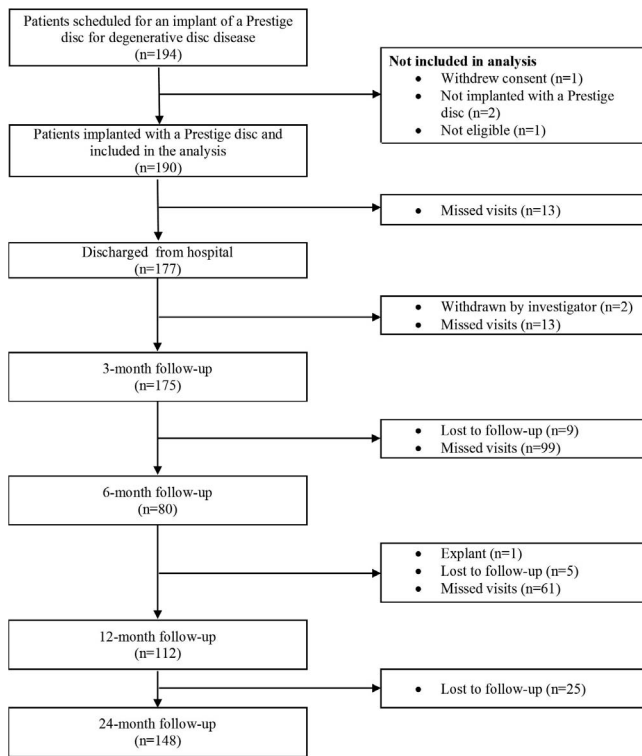 Patients scheduled for an implant of a Prestige
disc for degenerative disc disease
(n=194)
Not included in analysis
• Withdrew consent (n=1)
• Not implanted with a Prestige
disc (n=2)
• Not eligible (n=1)
Patients implanted with a Prestige disc and
included in the analysis
(n=190)
• Missed visits (n=13)
Discharged from hospital
(n=177)
• Withdrawn by investigator (n=2)
• Missed visits (n=13)
3-month follow-up
(n=175)
• Lost to follow-up (n=9)
• Missed visits (n=99)
6-month follow-up
(n=80)
• Explant (n=1)
• Lost to follow-up (n=5)
• Missed visits (n=61)
12-month follow-up
(n=112)
• Lost to follow-up (n=25)
24-month follow-up
(n=148)